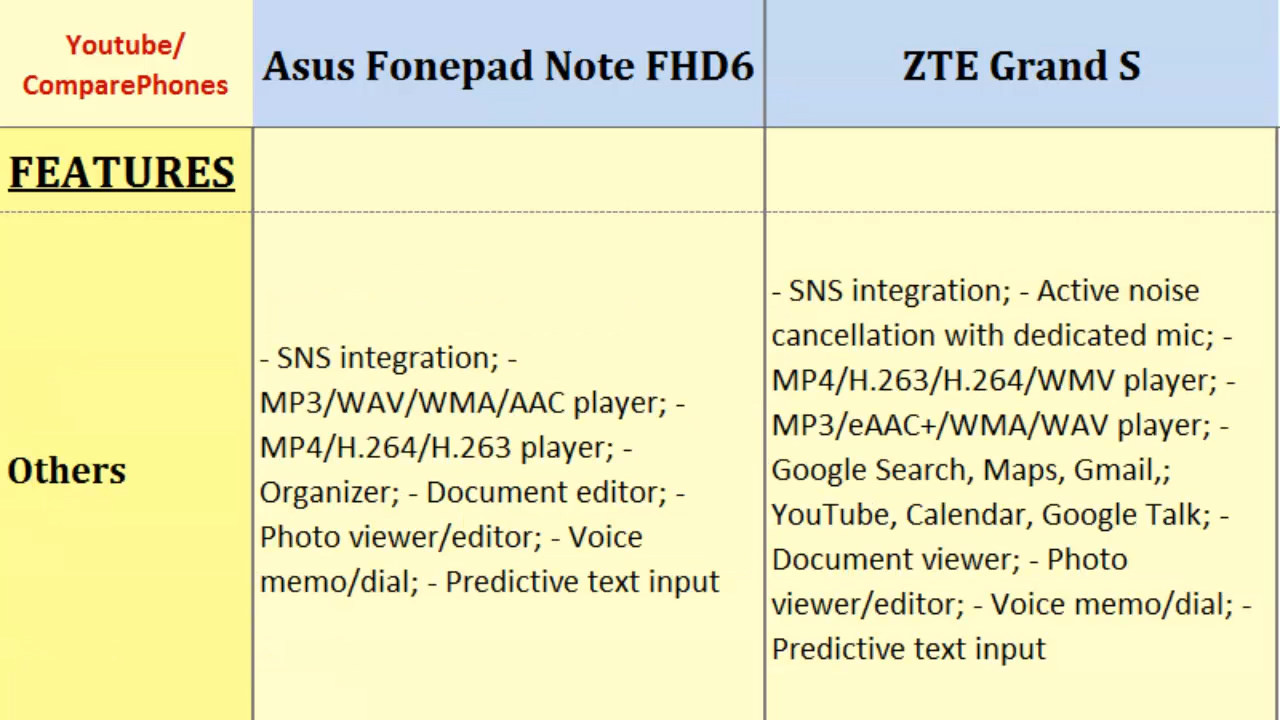 Youtube/
ComparePhones
Asus Fonepad Note FHD6
ZTE Grand S
FEATURES
Others
- SNS integration; -
MP3/WAV/WMA/AAC player; -
MP4/H.264/H.263 player; -
Organizer; - Document editor; -
Photo viewer/editor; - Voice
memo/dial; - Predictive text input
- SNS integration; - Active noise
cancellation with dedicated mic; -
MP4/H.263/H.264/WMV player; -
MP3/eAAC+/WMA/WAV player; -
Google Search, Maps, Gmail,;
YouTube, Calendar, Google Talk; -
Document viewer; - Photo
viewer/editor; - Voice memo/dial; -
Predictive text input